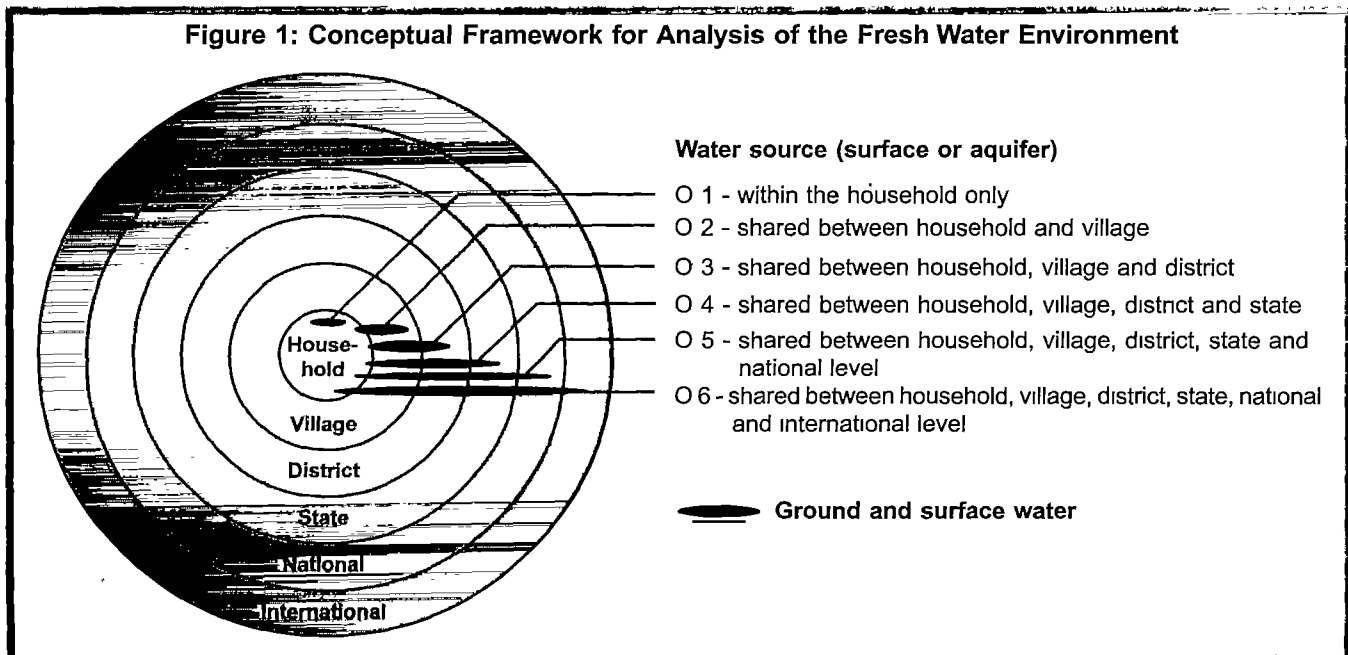 Figure 1: Conceptual Framework for Analysis of the Fresh Water Environment
Water source (surface or aquifer)
O 1 - within the household only
O 2 - shared between household and village
O 3 - shared between household, village and district
O 4 - shared between household, village, district and state
O 5 - shared between household, village, district, state and
national level
O 6 - shared between household, village, district, state, national
and international level
Ground and surface water
House-
hold
Village
District
State
National
International